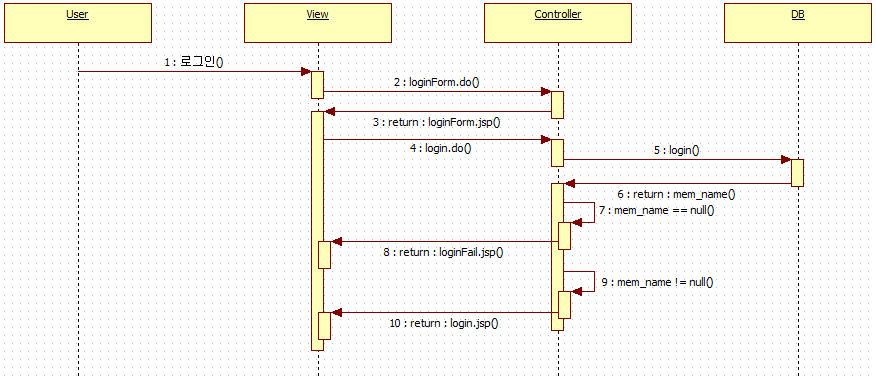 User
View
Controller
DB
1 : 로그인()
2 : loginForm.do()
3 : return : loginForm.jsp()
4 : login.do()
5 : login()
6 : return : mem_name()
7 : mem_name == null()
8 : return : loginFail.jsp()
9 : mem_name != null()
10 : return : login.jsp()